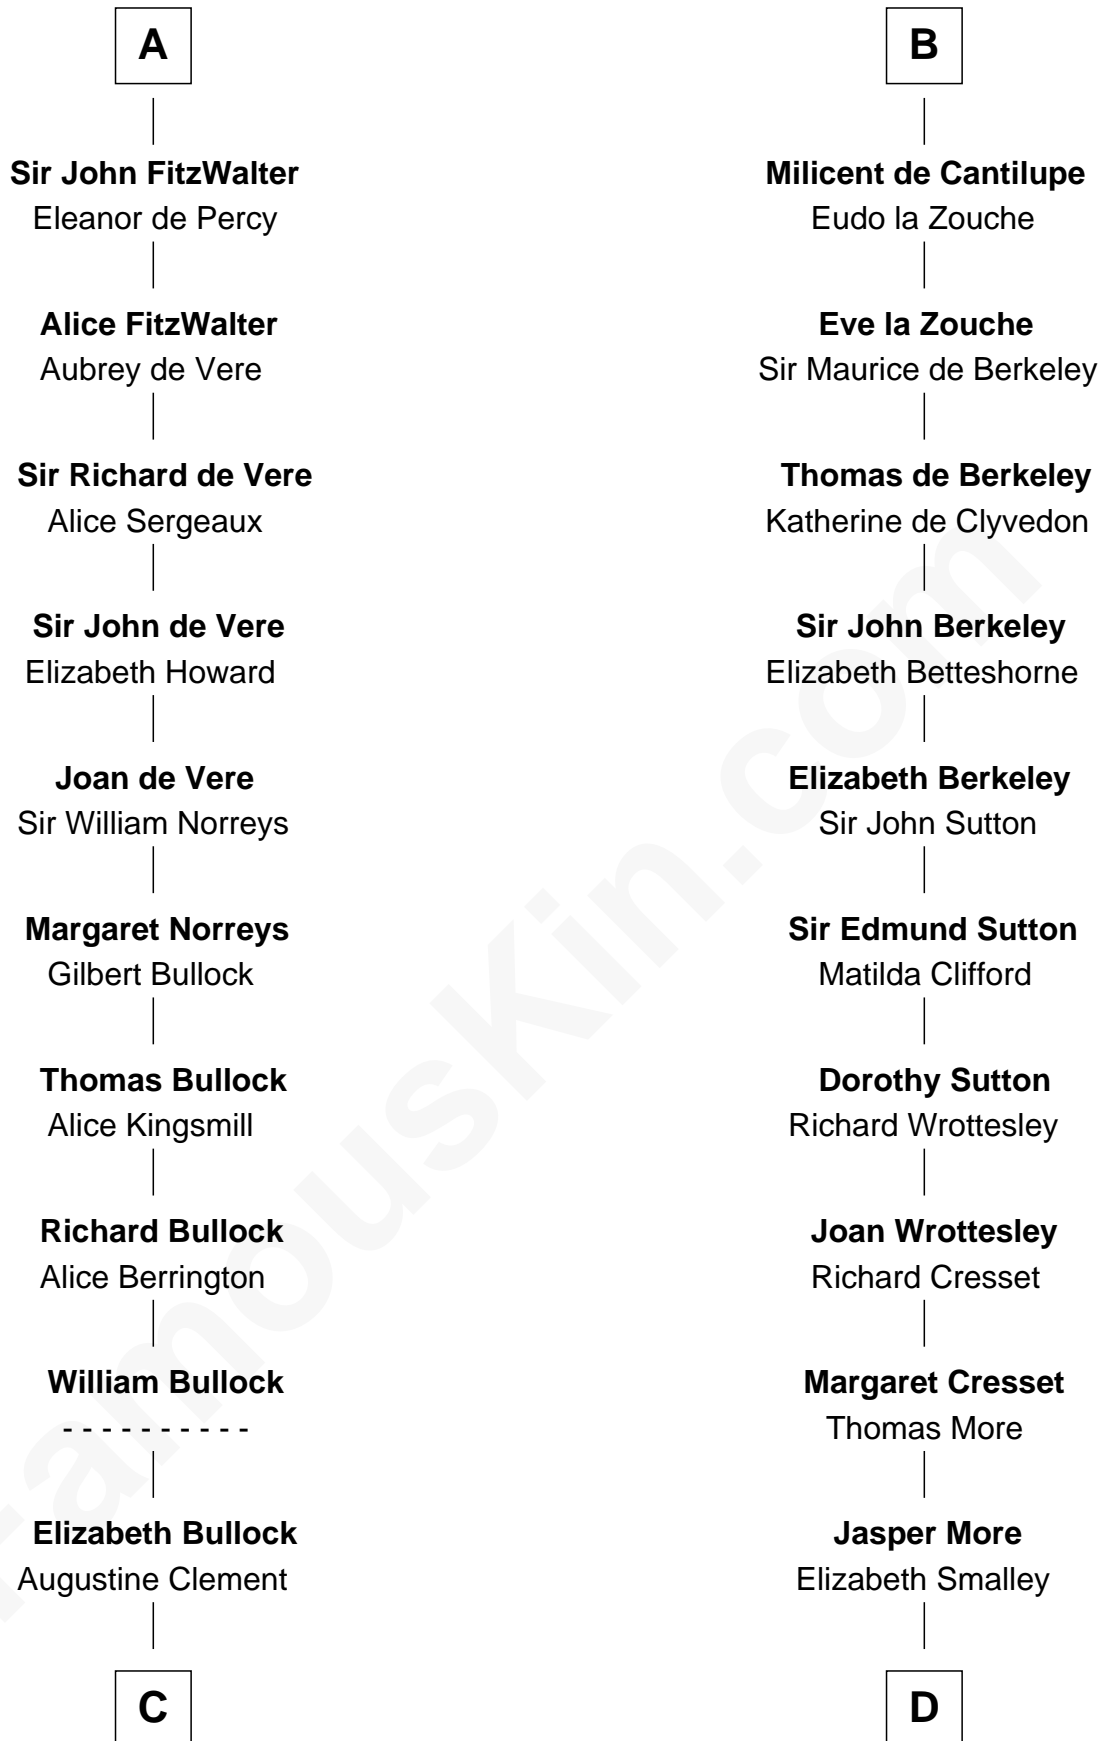 A
Sir John FitzWalter
Eleanor de Percy
Alice FitzWalter
Aubrey de Vere
Sir Richard de Vere
Alice Sergeaux
Sir John de Vere
Elizabeth Howard
Joan de Vere
Sir William Norreys
Margaret Norreys
Gilbert Bullock
Thomas Bullock
Alice Kingsmill
Richard Bullock
Alice Berrington
William Bullock
- - - - - - - - - -
Elizabeth Bullock
Augustine Clement
C
B
Milicent de Cantilupe
Eudo la Zouche
Eve la Zouche
Sir Maurice de Berkeley
Thomas de Berkeley
Katherine de Clyvedon
Sir John Berkeley
Elizabeth Betteshorne
Elizabeth Berkeley
Sir John Sutton
Sir Edmund Sutton
Matilda Clifford
Dorothy Sutton
Richard Wrottesley
Joan Wrottesley
Richard Cresset
Margaret Cresset
Thomas More
Jasper More
Elizabeth Smalley
D
FamousKin.com